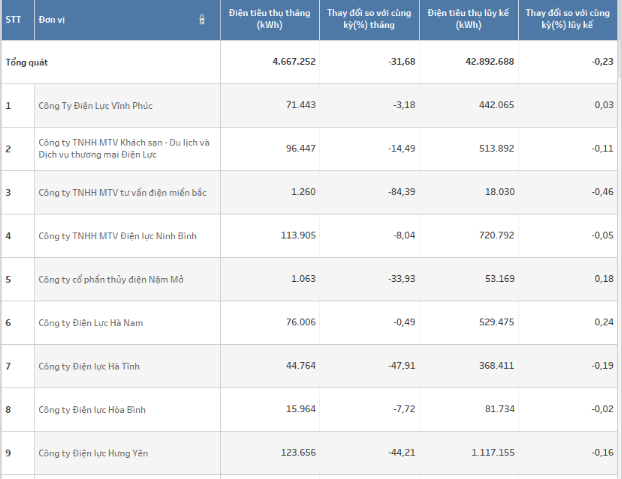 STT Đơn vị Điện tiêu thụ tháng (kWh) Thay đổi so với cùng kỳ(%) tháng Điện tiêu thụ lũy kế (kWh) Thay đổi so với cùng kỳ(%) lũy kế
Tổng quát 4.667.252 -31,68 42.892.688 -0,23
1 Công Ty Điện Lực Vĩnh Phúc 71.443 -3,18 442.065 0,03
2 Công ty TNHH MTV Khách sạn - Du lịch và Dịch vụ thương mại Điện Lực 96.447 -14,49 513.892 -0,11
3 Công ty TNHH MTV tư vấn điện miền bắc 1.260 -84,39 18.030 -0,46
4 Công ty TNHH MTV Điện lực Ninh Bình 113.905 -8,04 720.792 -0,05
5 Công ty cổ phần thủy điện Nậm Mở 1.063 -33,93 53.169 0,18
6 Công ty Điện Lực Hà Nam 76.006 -0,49 529.475 0,24
7 Công ty Điện lực Hà Tĩnh 44.764 -47,91 368.411 -0,19
8 Công ty Điện lực Hòa Bình 15.964 -7,72 81.734 -0,02
9 Công ty Điện lực Hưng Yên 123.656 -44,21 1.117.155 -0,16